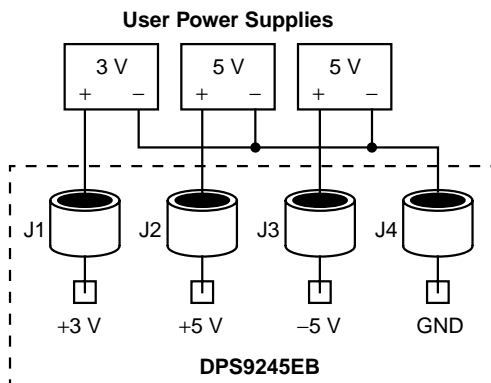 User Power Supplies
3 V 5 V 5 V
+ − + − + −
J1 J2 J3 J4
+3 V +5 V −5 V GND
DPS9245EB